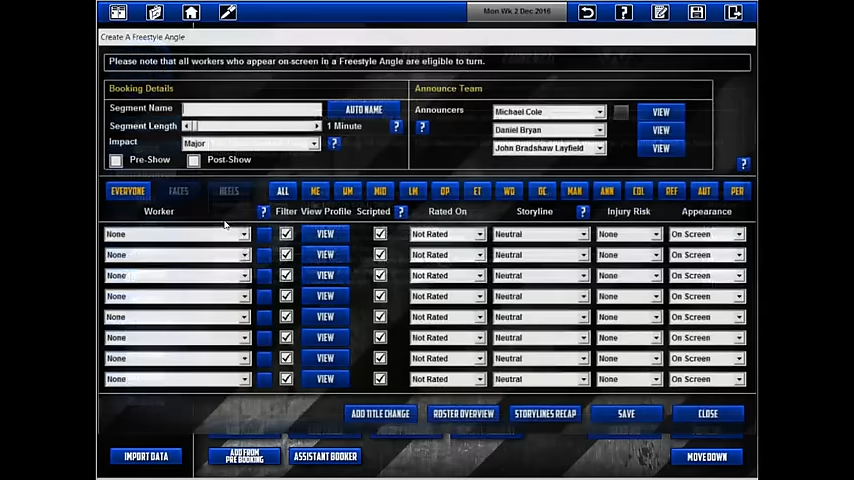 Mon Wk 2 Dec 2016
Create A Freestyle Angle
Please note that all workers who appear on-screen in a Freestyle Angle are eligible to turn.
Booking Details
Announce Team
Segment Name
AUTO NAME
Announcers
Michael Cole
VIEW
Segment Length
1 Minute
?
?
Daniel Bryan
VIEW
Impact
Major
?
John Bradshaw Layfield
VIEW
Pre-Show
Post-Show
?
EVERYONE FACES HEELS ALL ME UM MID LM OP ET WD OC MAN ANN COL REF AUT PER
Worker ? Filter View Profile Scripted ? Rated On Storyline ? Injury Risk Appearance
None VIEW Not Rated Neutral None On Screen
None VIEW Not Rated Neutral None On Screen
None VIEW Not Rated Neutral None On Screen
None VIEW Not Rated Neutral None On Screen
None VIEW Not Rated Neutral None On Screen
None VIEW Not Rated Neutral None On Screen
None VIEW Not Rated Neutral None On Screen
None VIEW Not Rated Neutral None On Screen
ADD TITLE CHANGE ROSTER OVERVIEW STORYLINES RECAP SAVE CLOSE
IMPORT DATA
ADD FROM
PRE BOOKING
ASSISTANT BOOKER
MOVE DOWN